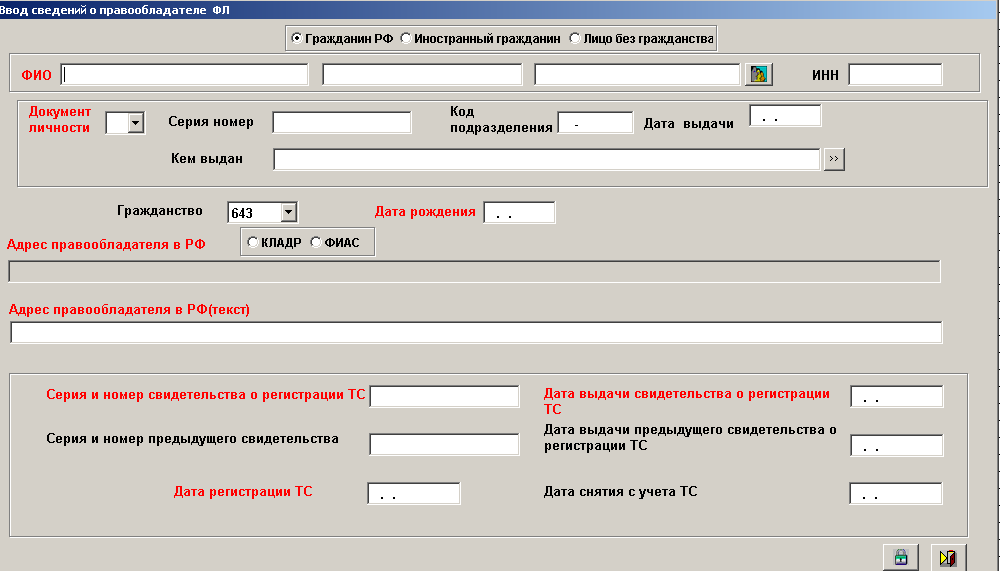 Ввод сведений о правообладателе ФЛ
Гражданин РФ Иностранный гражданин Лицо без гражданства
ФИО ИНН
Документ личности Серия номер Код подразделения - Дата выдачи . .
Кем выдан >>
Гражданство 643 Дата рождения . .
Адрес правообладателя в РФ КЛАДР ФИАС
Адрес правообладателя в РФ(текст)
Серия и номер свидетельства о регистрации ТС Дата выдачи свидетельства о регистрации ТС . .
Серия и номер предыдущего свидетельства Дата выдачи предыдущего свидетельства о регистрации ТС . .
Дата регистрации ТС . . Дата снятия с учета ТС . .